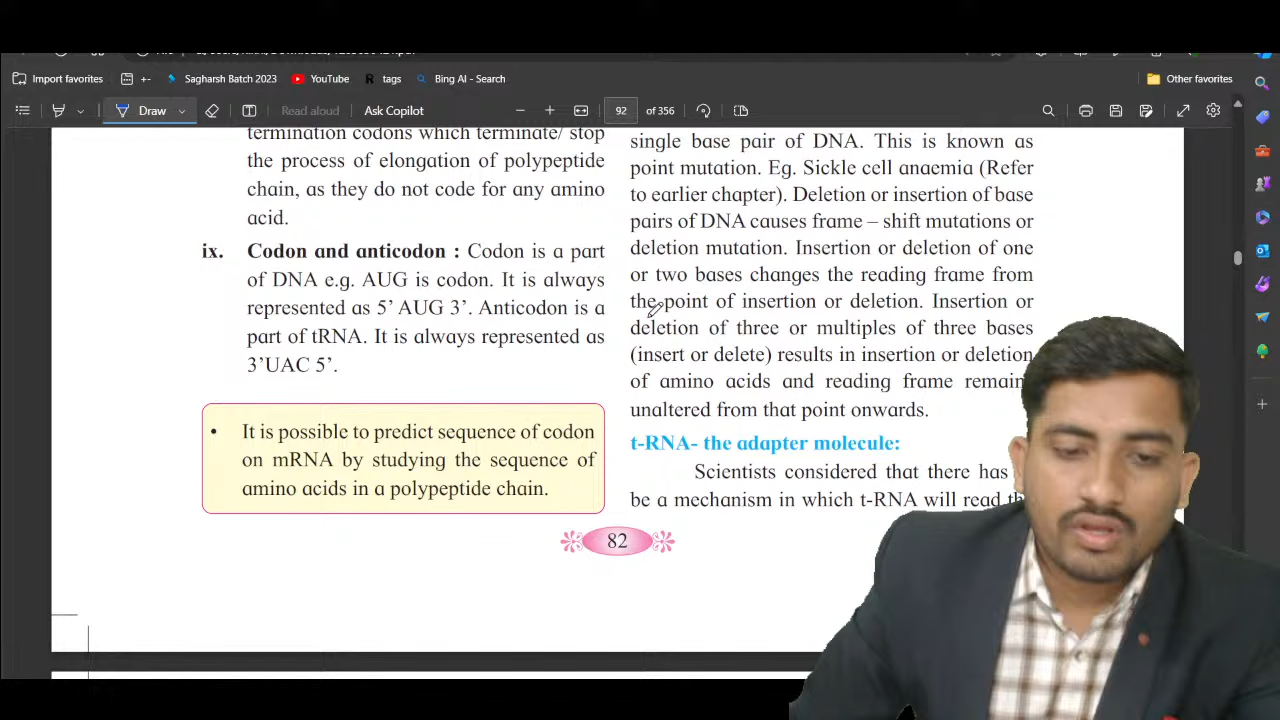 Import favorites
+-
Sagharsh Batch 2023
YouTube
tags
Bing AI - Search
Other favorites
Draw
Read aloud
Ask Copilot
92
of 356
termination codons which terminate/ stop
the process of elongation of polypeptide
chain, as they do not code for any amino
acid.
ix. Codon and anticodon : Codon is a part
of DNA e.g. AUG is codon. It is always
represented as 5’ AUG 3’. Anticodon is a
part of tRNA. It is always represented as
3’UAC 5’.
• It is possible to predict sequence of codon
on mRNA by studying the sequence of
amino acids in a polypeptide chain.
single base pair of DNA. This is known as
point mutation. Eg. Sickle cell anaemia (Refer
to earlier chapter). Deletion or insertion of base
pairs of DNA causes frame – shift mutations or
deletion mutation. Insertion or deletion of one
or two bases changes the reading frame from
the point of insertion or deletion. Insertion or
deletion of three or multiples of three bases
(insert or delete) results in insertion or deletion
of amino acids and reading frame remain
unaltered from that point onwards.
t-RNA- the adapter molecule:
Scientists considered that there has
be a mechanism in which t-RNA will read
82